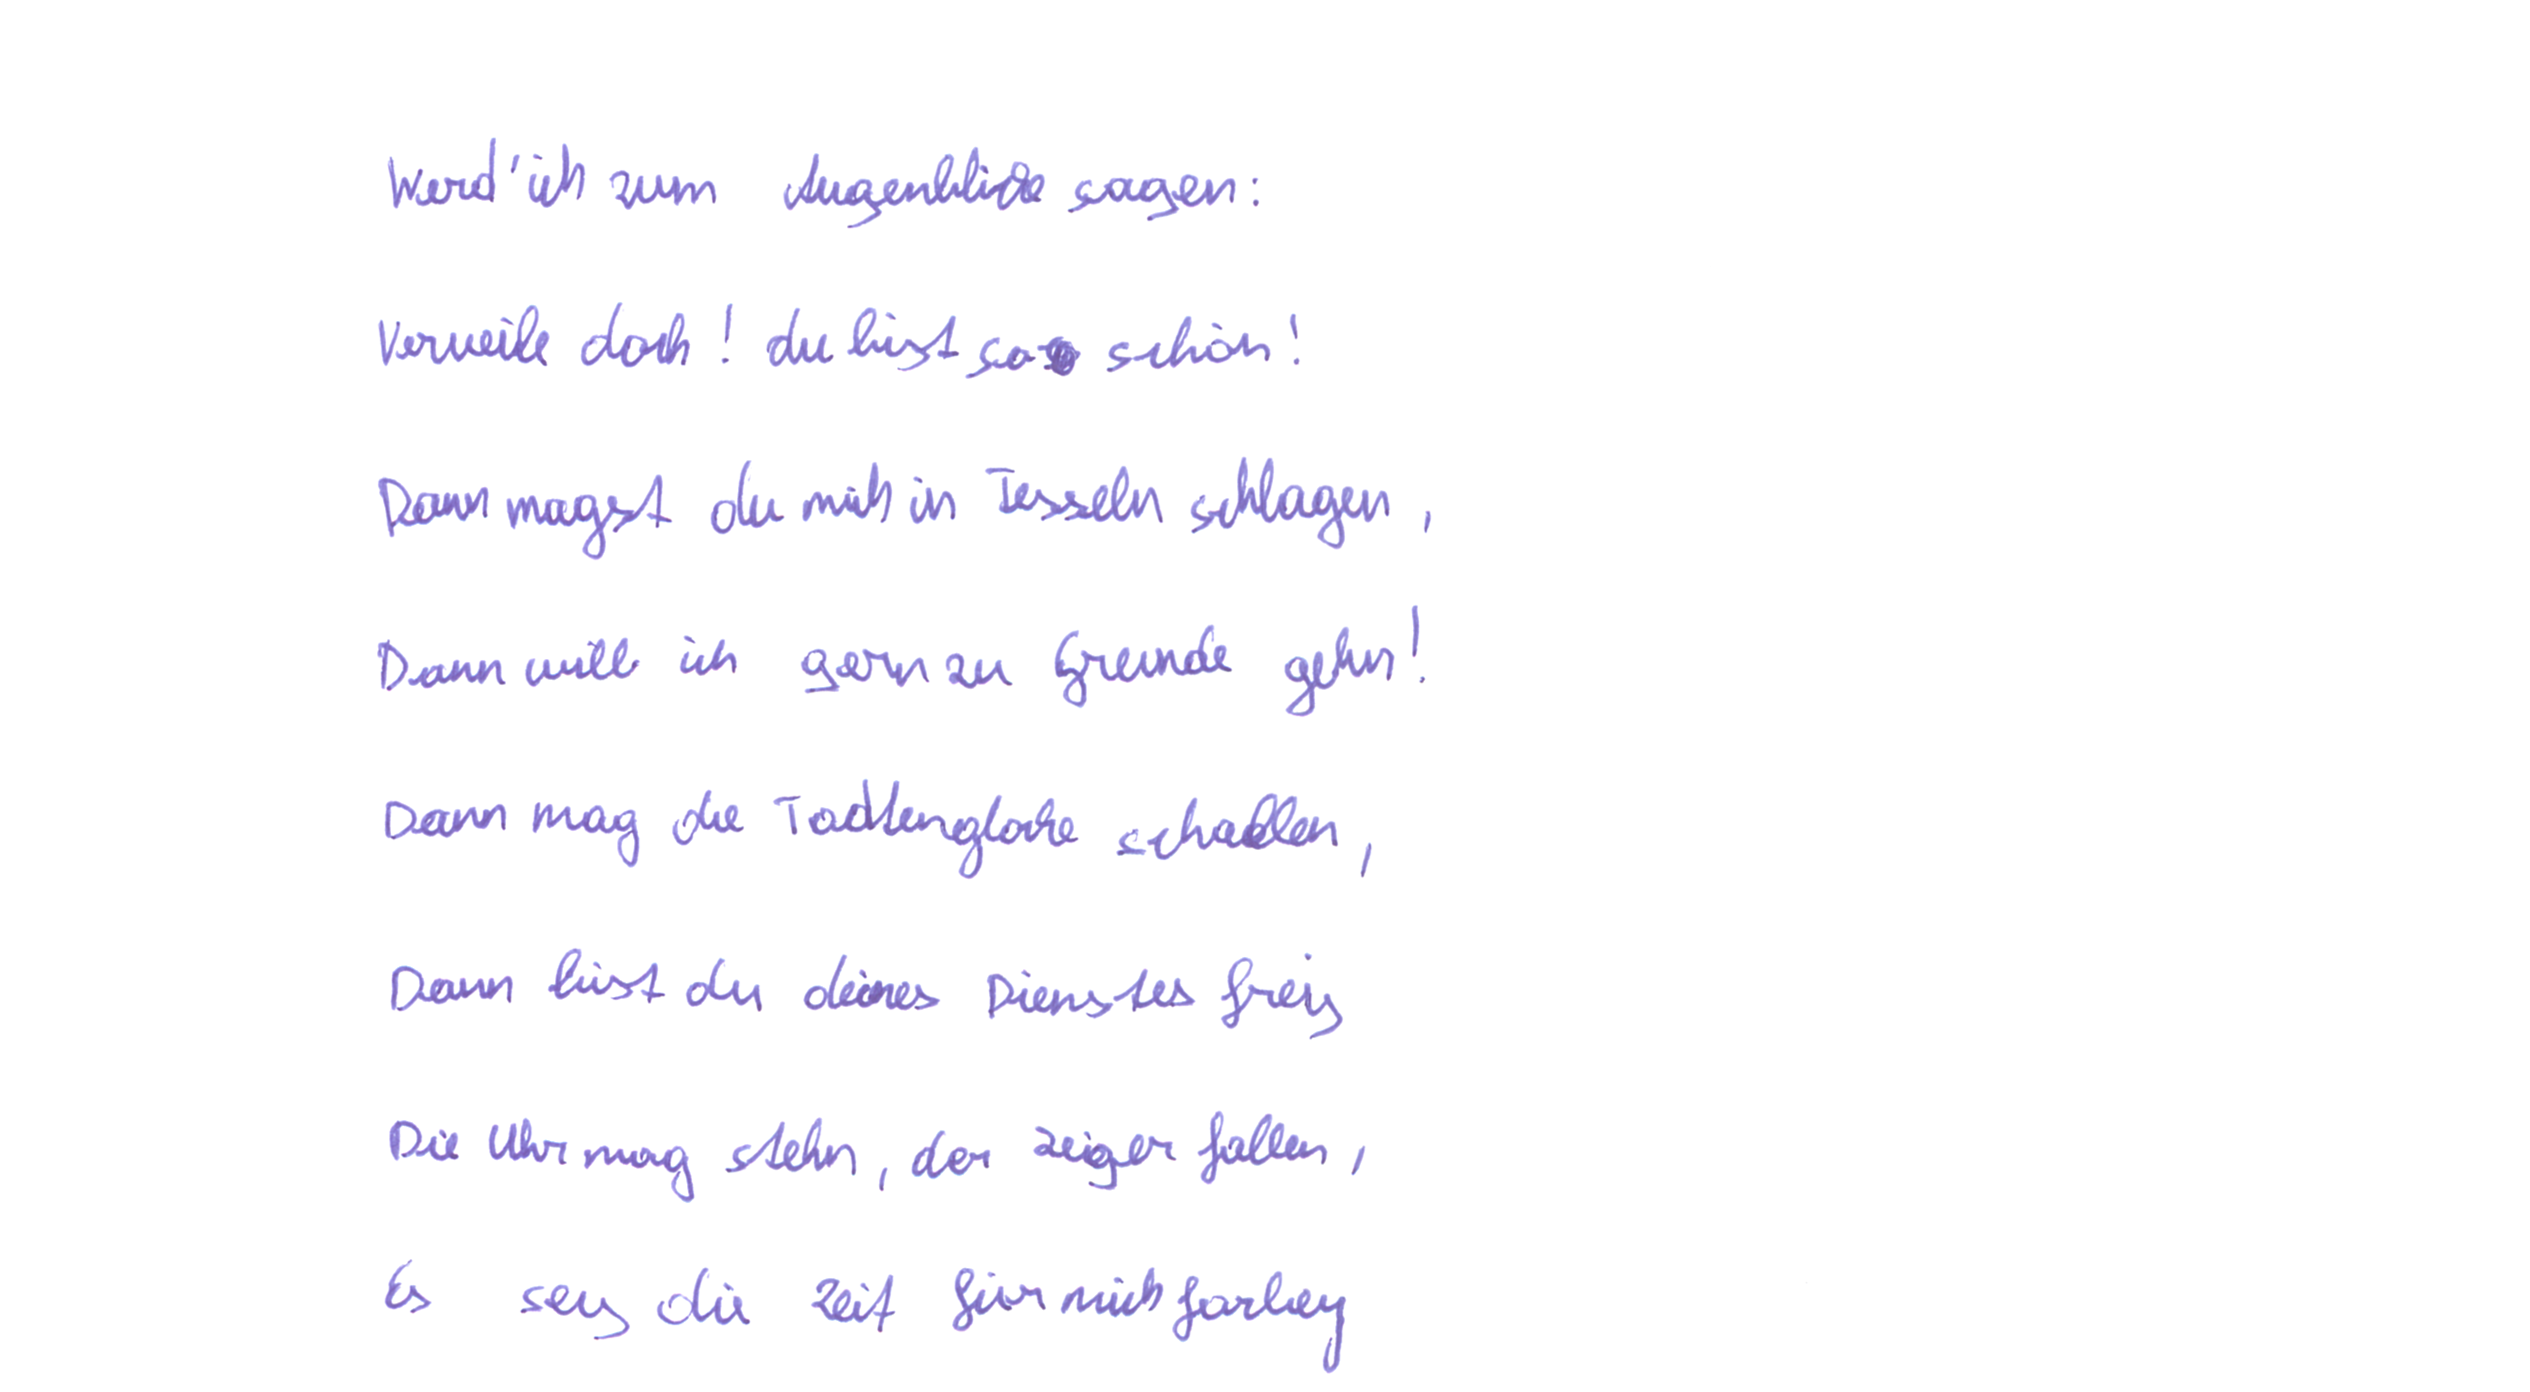 Werd' ich zum Augenblicke sagen:
Verweile doch! du bist so schön!
Dann magst du mich in Fesseln schlagen,
Dann will ich gern zu Grunde gehn!
Dann mag die Todtenglocke schallen,
Dann bist du deines Dienstes frey
Die Uhr mag stehn, der Zeiger fallen,
Es sey die Zeit für mich forbey